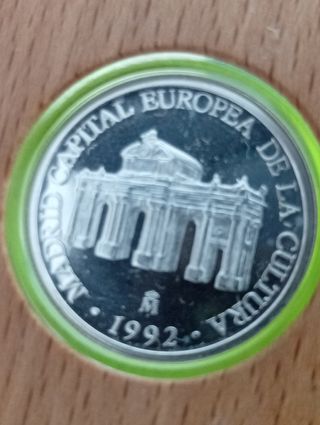 · MADRID CAPITAL EUROPEA DE LA CULTURA ·
M
1992